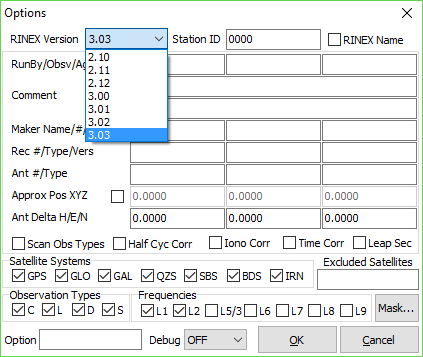 Options
RINEX Version 3.03 Station ID 0000 RINEX Name
2.10
2.11
2.12
3.00
3.01
3.02
3.03
RunBy/Obsv/
Comment
Maker Name/#/
Rec #/Type/Vers
Ant #/Type
Approx Pos XYZ 0.0000 0.0000 0.0000
Ant Delta H/E/N 0.0000 0.0000 0.0000
Scan Obs Types Half Cyc Corr Iono Corr Time Corr Leap Sec
Satellite Systems Excluded Satellites
GPS GLO GAL QZS SBS BDS IRN
Observation Types Frequencies
C L D S L1 L2 L5/3 L6 L7 L8 L9 Mask...
Option Debug OFF OK Cancel